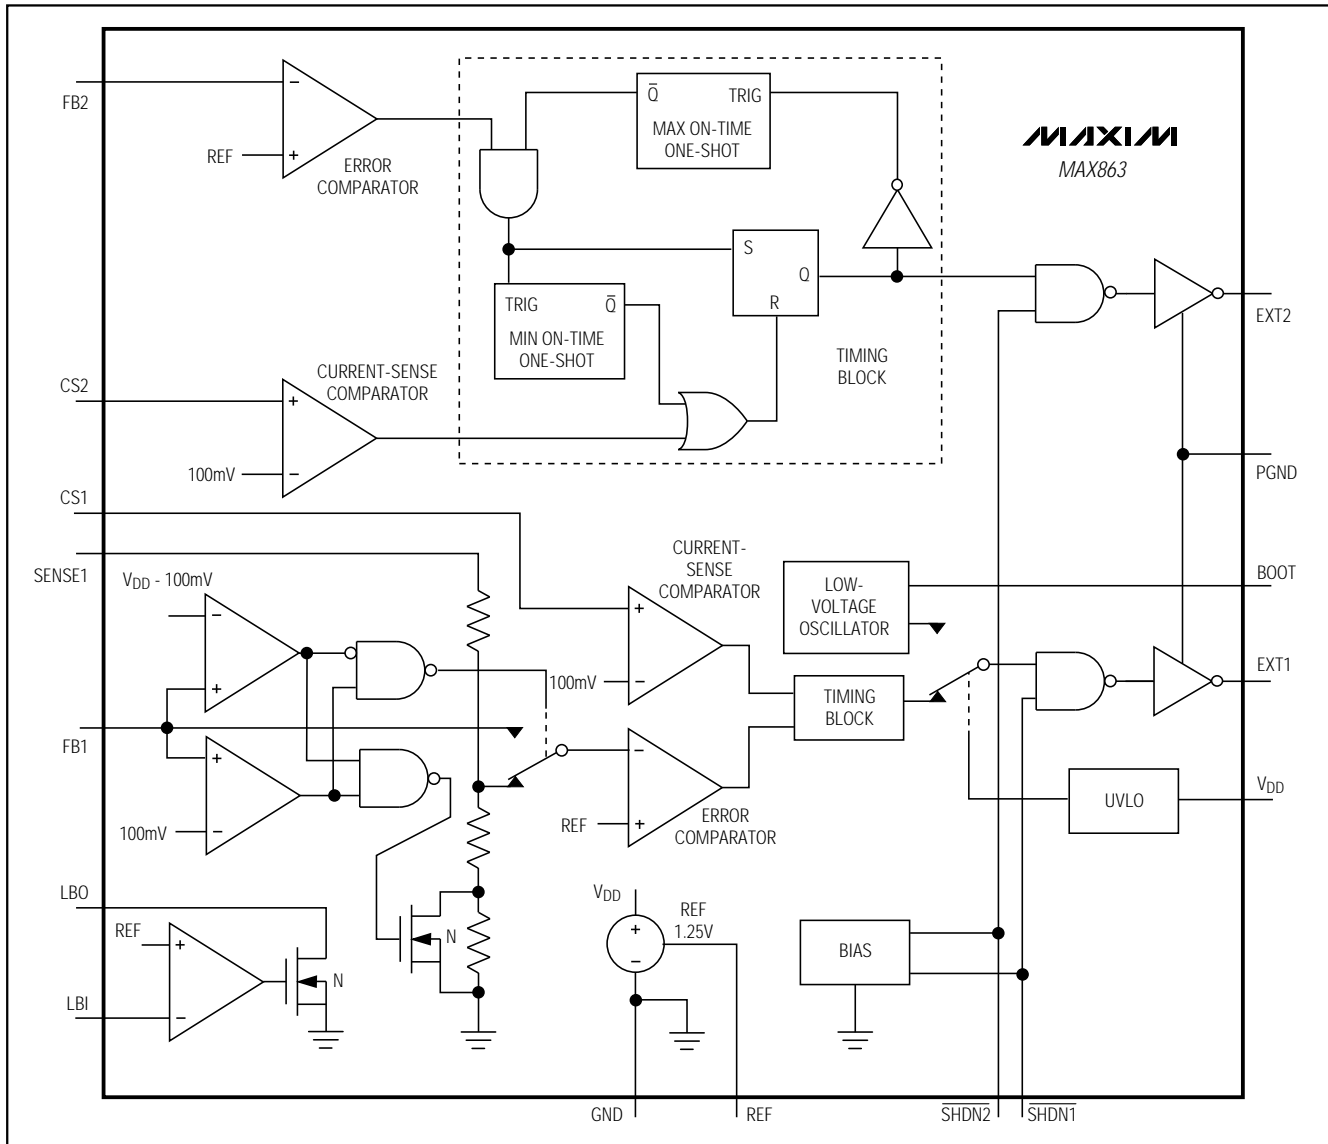 FB2
−
REF
+
ERROR
COMPARATOR
Q̅ TRIG
MAX ON-TIME
ONE-SHOT
MAXIM
MAX863
S
Q
R
TRIG Q̅
MIN ON-TIME
ONE-SHOT
TIMING
BLOCK
EXT2
CS2
CURRENT-SENSE
COMPARATOR
+
100mV
−
PGND
CS1
SENSE1
VDD - 100mV
−
+
CURRENT-
SENSE
COMPARATOR
+
100mV
−
LOW-
VOLTAGE
OSCILLATOR
BOOT
EXT1
TIMING
BLOCK
FB1
+
100mV
−
−
REF
+
ERROR
COMPARATOR
UVLO
VDD
LBO
REF
+
LBI
−
N
N
VDD
+
−
REF
1.25V
BIAS
GND
REF
S̅H̅D̅N̅2̅
S̅H̅D̅N̅1̅